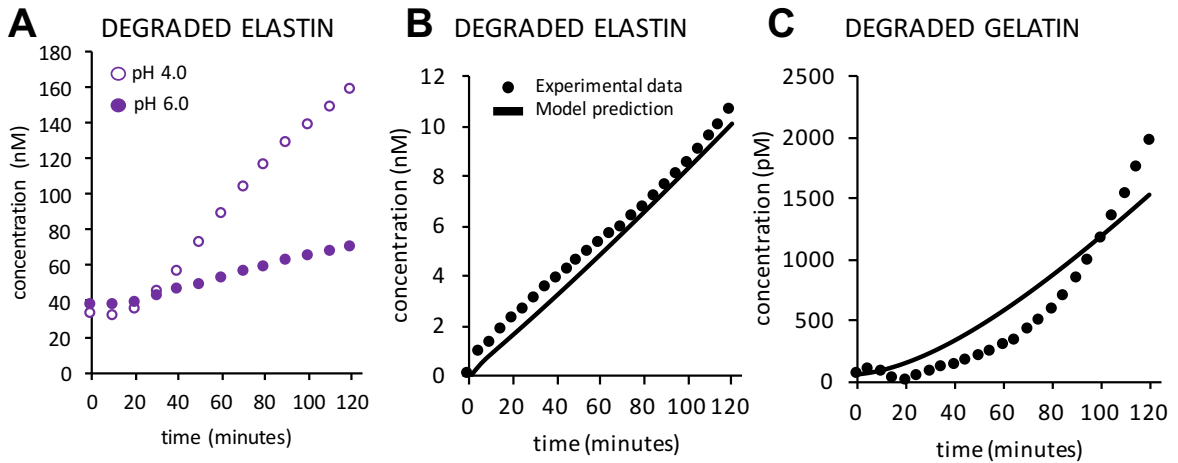 A DEGRADED ELASTIN
180
160
140
120
100
80
60
40
20
0
concentration (nM)
pH 4.0
pH 6.0
0 20 40 60 80 100 120
time (minutes)
B DEGRADED ELASTIN
12
10
8
6
4
2
0
concentration (nM)
Experimental data
Model prediction
0 20 40 60 80 100 120
time (minutes)
C DEGRADED GELATIN
2500
2000
1500
1000
500
0
concentration (pM)
0 20 40 60 80 100 120
time (minutes)